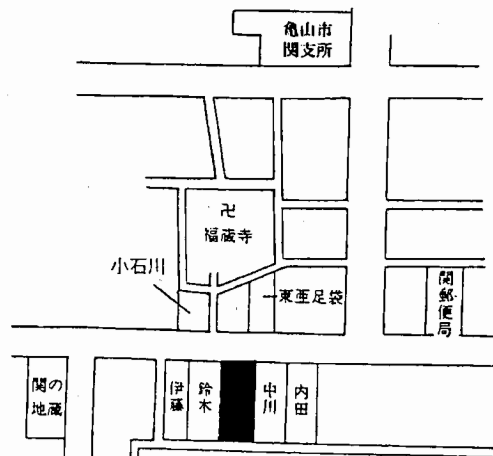 亀山市
関支所
卍
福蔵寺
小石川
東亜足袋
関郵便局
関の
地蔵
伊藤
鈴木
中川
内田